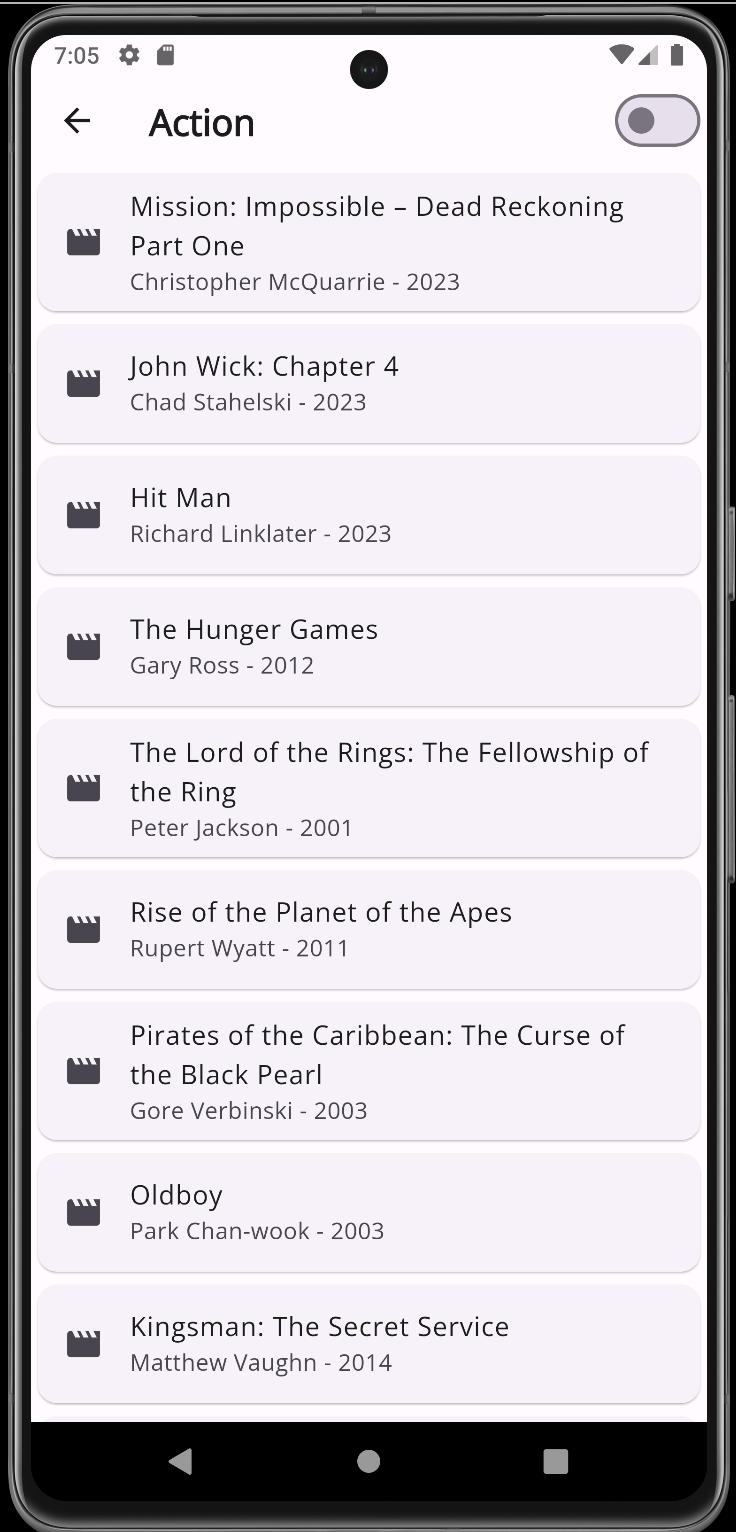 7:05
Action
Mission: Impossible – Dead Reckoning
Part One
Christopher McQuarrie - 2023
John Wick: Chapter 4
Chad Stahelski - 2023
Hit Man
Richard Linklater - 2023
The Hunger Games
Gary Ross - 2012
The Lord of the Rings: The Fellowship of
the Ring
Peter Jackson - 2001
Rise of the Planet of the Apes
Rupert Wyatt - 2011
Pirates of the Caribbean: The Curse of
the Black Pearl
Gore Verbinski - 2003
Oldboy
Park Chan-wook - 2003
Kingsman: The Secret Service
Matthew Vaughn - 2014